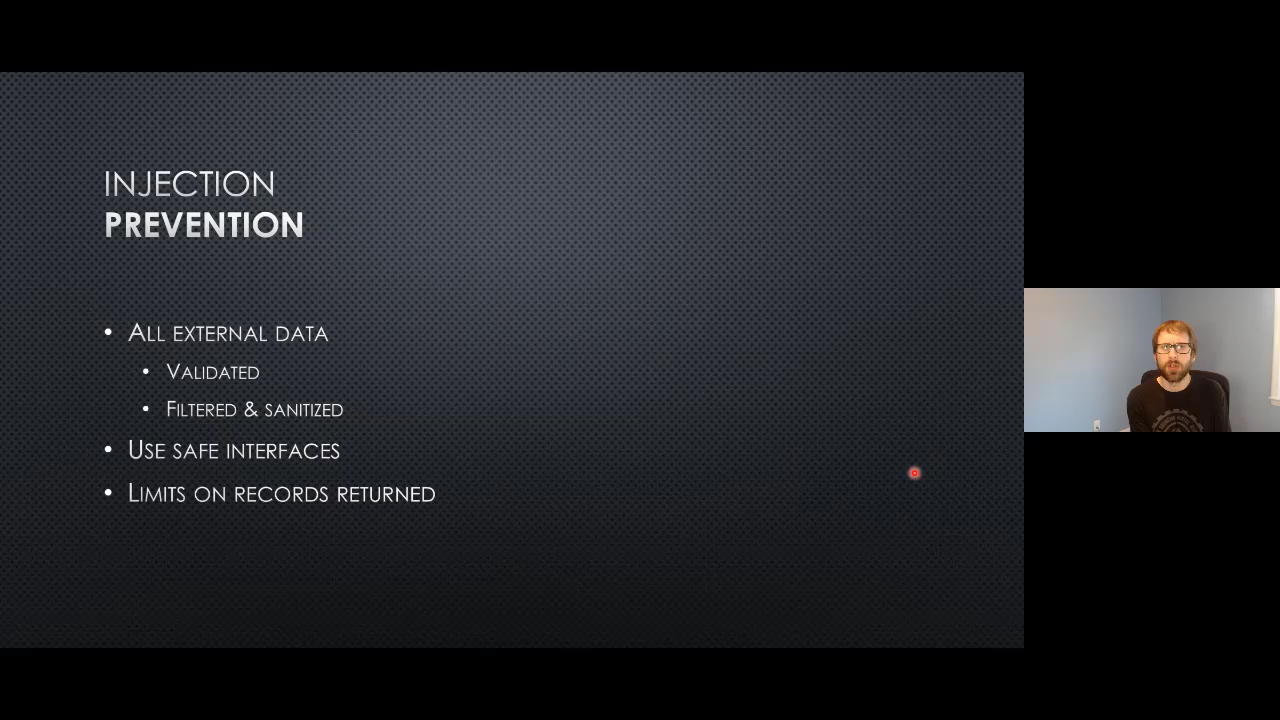 INJECTION
PREVENTION
• ALL EXTERNAL DATA
• VALIDATED
• FILTERED & SANITIZED
• USE SAFE INTERFACES
• LIMITS ON RECORDS RETURNED